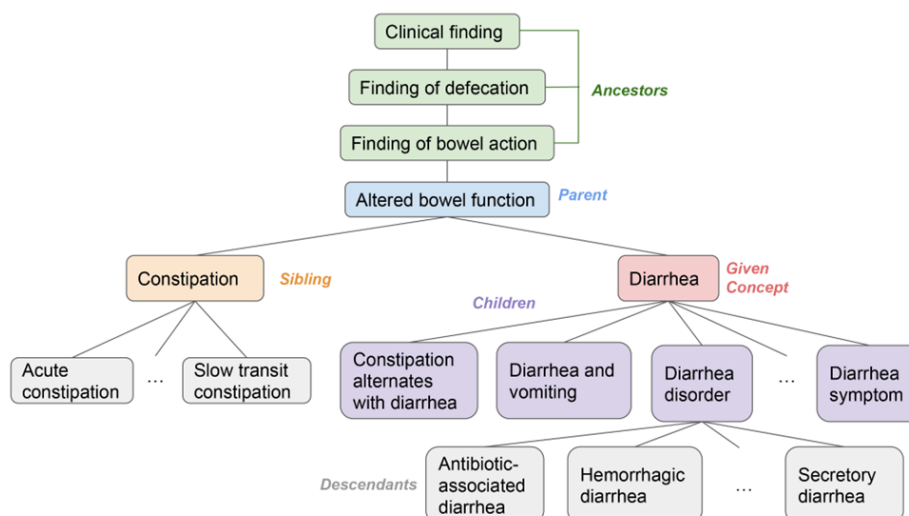 Clinical finding
Finding of defecation
Ancestors
Finding of bowel action
Altered bowel function
Parent
Constipation
Sibling
Diarrhea
Given
Concept
Children
Acute
constipation
...
Slow transit
constipation
Constipation
alternates
with diarrhea
Diarrhea and
vomiting
Diarrhea
disorder
...
Diarrhea
symptom
Descendants
Antibiotic-
associated
diarrhea
Hemorrhagic
diarrhea
...
Secretory
diarrhea